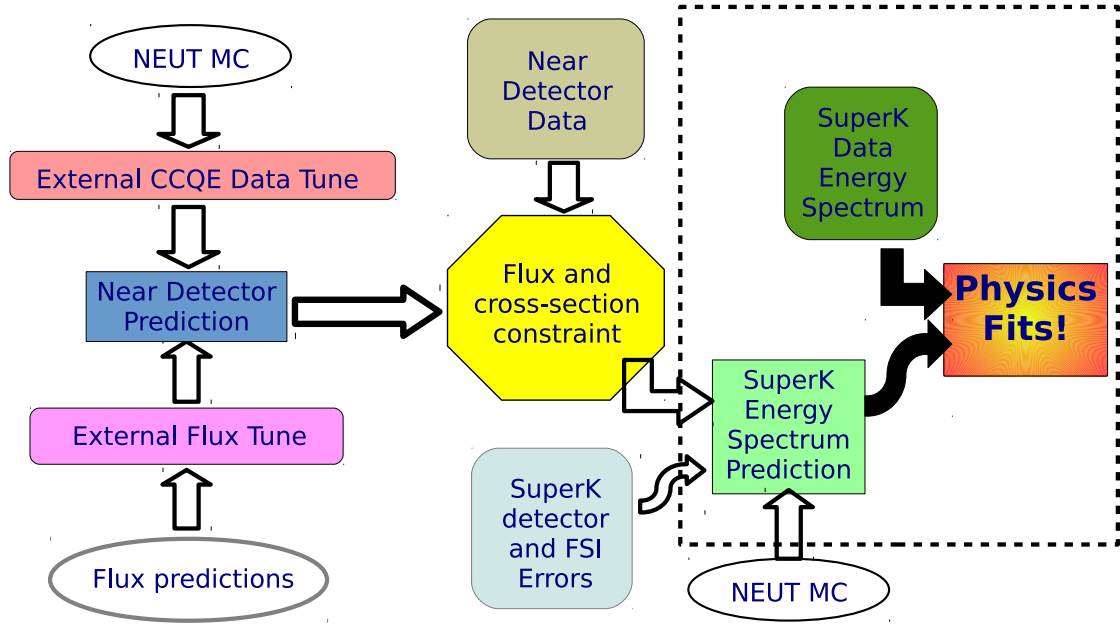 NEUT MC
External CCQE Data Tune
Near Detector
Prediction
External Flux Tune
Flux predictions
Near
Detector
Data
Flux and
cross-section
constraint
SuperK
detector
and FSI
Errors
SuperK
Data
Energy
Spectrum
Physics
Fits!
SuperK
Energy
Spectrum
Prediction
NEUT MC